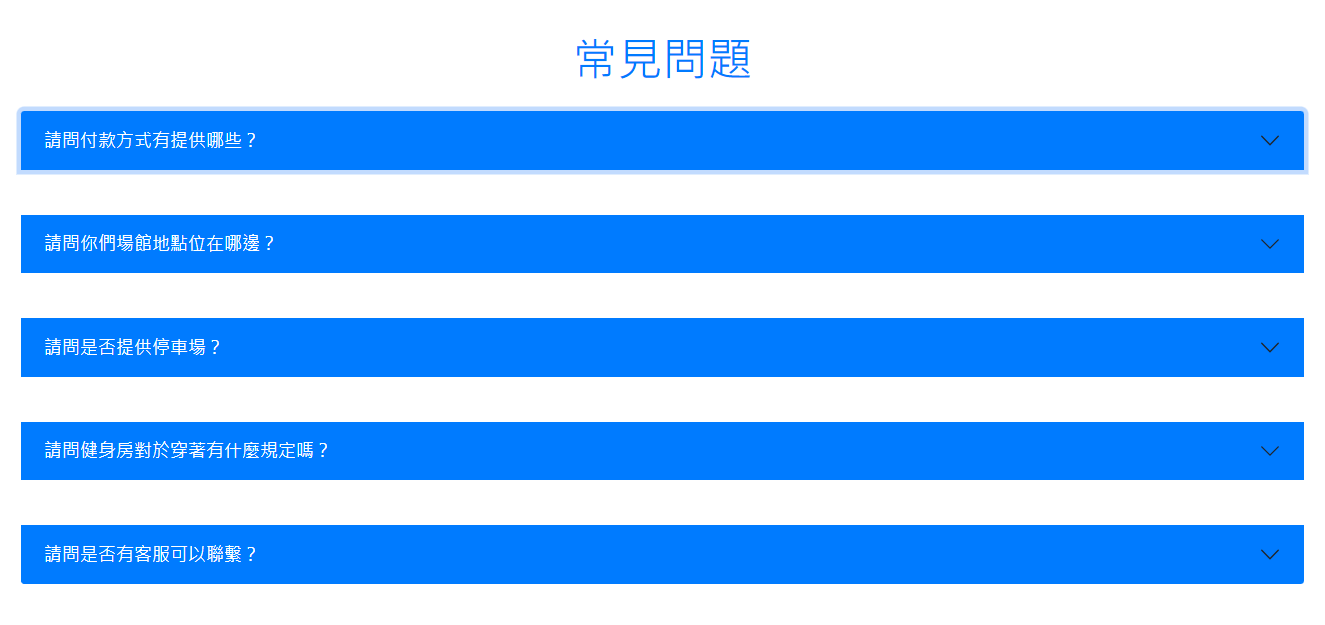 常見問題
請問付款方式有提供哪些？
請問你們場館地點位在哪邊？
請問是否提供停車場？
請問健身房對於穿著有什麼規定嗎？
請問是否有客服可以聯繫？